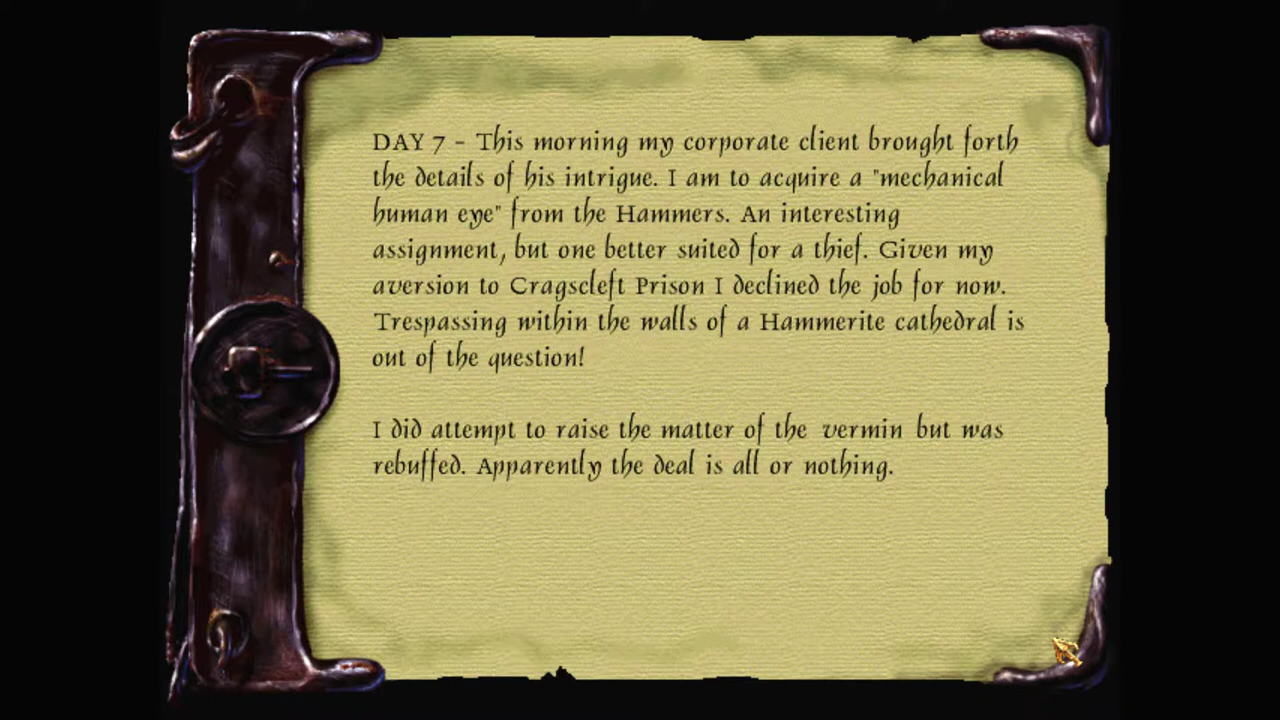 DAY 7 - This morning my corporate client brought forth
the details of his intrigue. I am to acquire a "mechanical
human eye" from the Hammers. An interesting
assignment, but one better suited for a thief. Given my
aversion to Cragscleft Prison I declined the job for now.
Trespassing within the walls of a Hammerite cathedral is
out of the question!
I did attempt to raise the matter of the vermin but was
rebuffed. Apparently the deal is all or nothing.